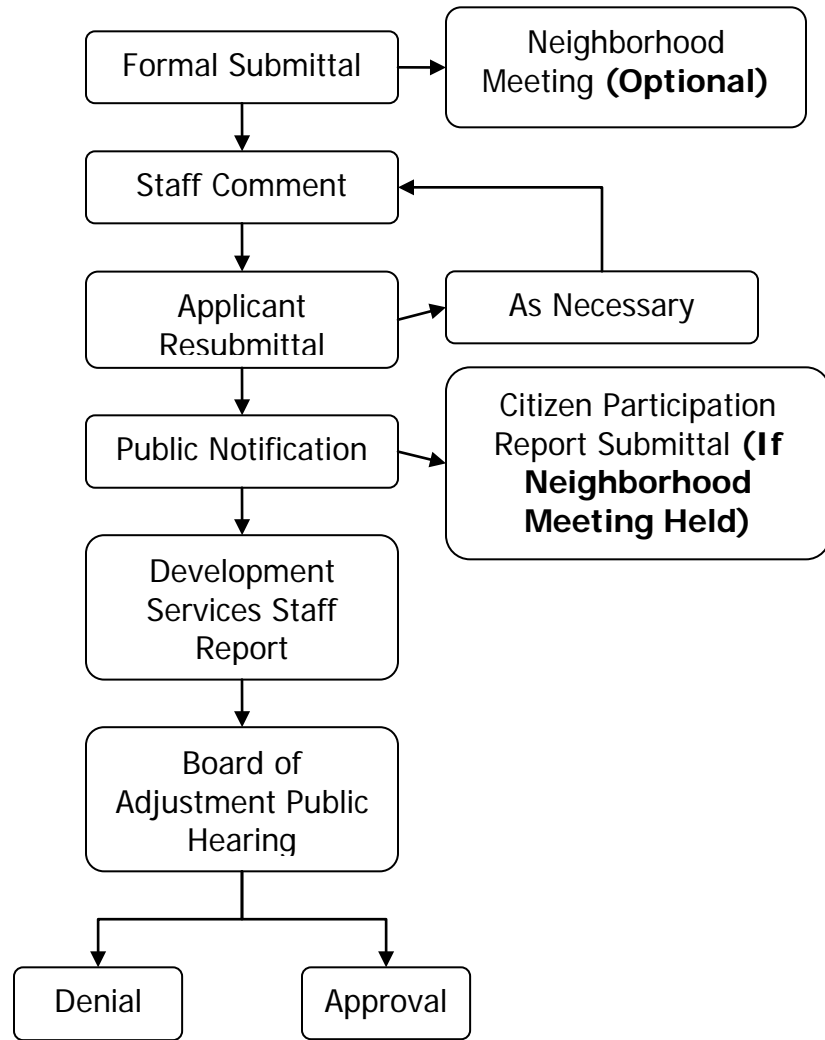 Formal Submittal
Neighborhood
Meeting (Optional)
Staff Comment
Applicant
Resubmittal
As Necessary
Public Notification
Citizen Participation
Report Submittal (If
Neighborhood
Meeting Held)
Development
Services Staff
Report
Board of
Adjustment Public
Hearing
Denial
Approval